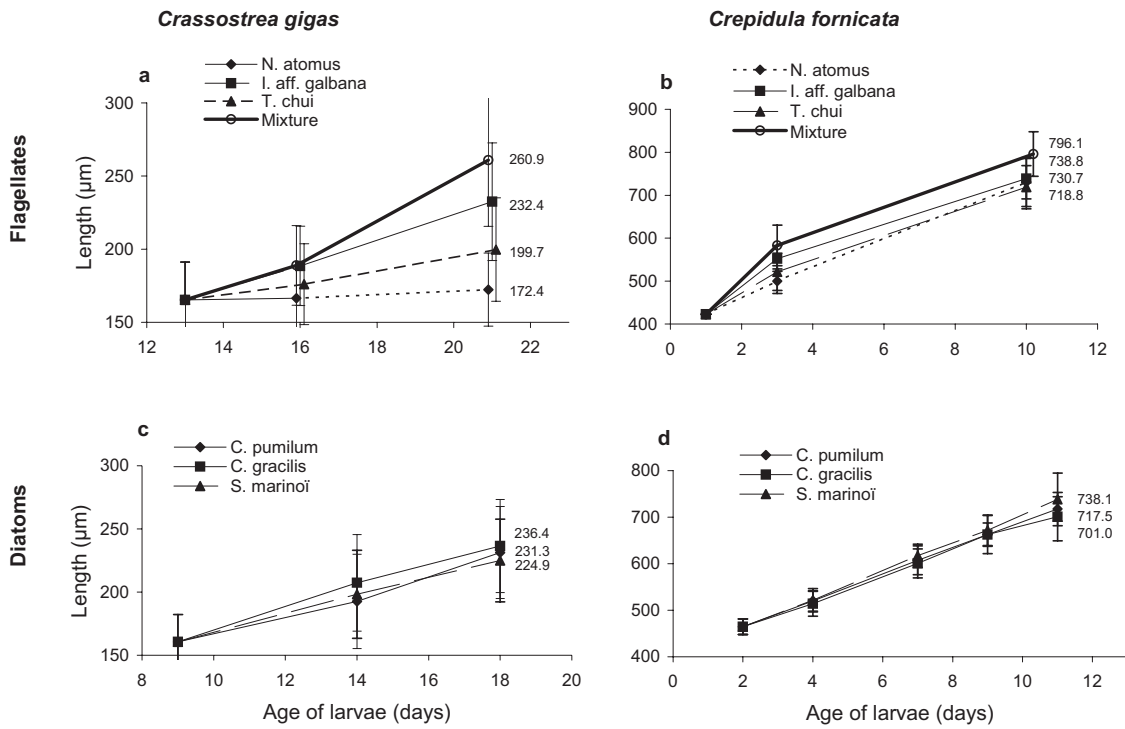 Crassostrea gigas
Crepidula fornicata
Flagellates
a
N. atomus
I. aff. galbana
T. chui
Mixture
Length (µm)
300
250
200
150
12 14 16 18 20 22
260.9
232.4
199.7
172.4
b
N. atomus
I. aff. galbana
T. chui
Mixture
900
800
700
600
500
400
0 2 4 6 8 10 12
796.1
738.8
730.7
718.8
Diatoms
c
C. pumilum
C. gracilis
S. marinoï
Length (µm)
300
250
200
150
8 10 12 14 16 18 20
Age of larvae (days)
236.4
231.3
224.9
d
C. pumilum
C. gracilis
S. marinoï
800
700
600
500
400
0 2 4 6 8 10 12
Age of larvae (days)
738.1
717.5
701.0